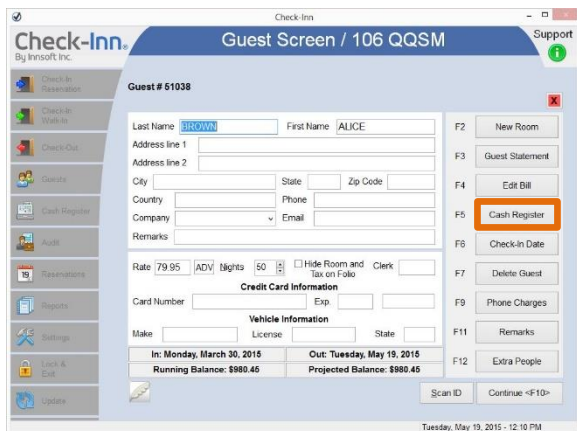 Check-Inn
Check-Inn®
By Innsoft Inc.
Guest Screen / 106 QQSM
Support
Check-In
Reservation
Check-In
Walk-In
Check-Out
Guests
Cash Register
Audit
19
Reservations
Reports
Settings
Lock &
Exit
Update
Guest # 51038
X
Last Name BROWN First Name ALICE
Address line 1
Address line 2
City State Zip Code
Country Phone
Company Email
Remarks
Rate 79.95 ADV Nights 50 Hide Room and Clerk
Tax on Folio
Credit Card Information
Card Number Exp.
Vehicle Information
Make License State
In: Monday, March 30, 2015 Out: Tuesday, May 19, 2015
Running Balance: $980.45 Projected Balance: $980.45
F2 New Room
F3 Guest Statement
F4 Edit Bill
F5 Cash Register
F6 Check-In Date
F7 Delete Guest
F9 Phone Charges
F11 Remarks
F12 Extra People
Scan ID Continue <F10>
Tuesday, May 19, 2015 - 12:10 PM